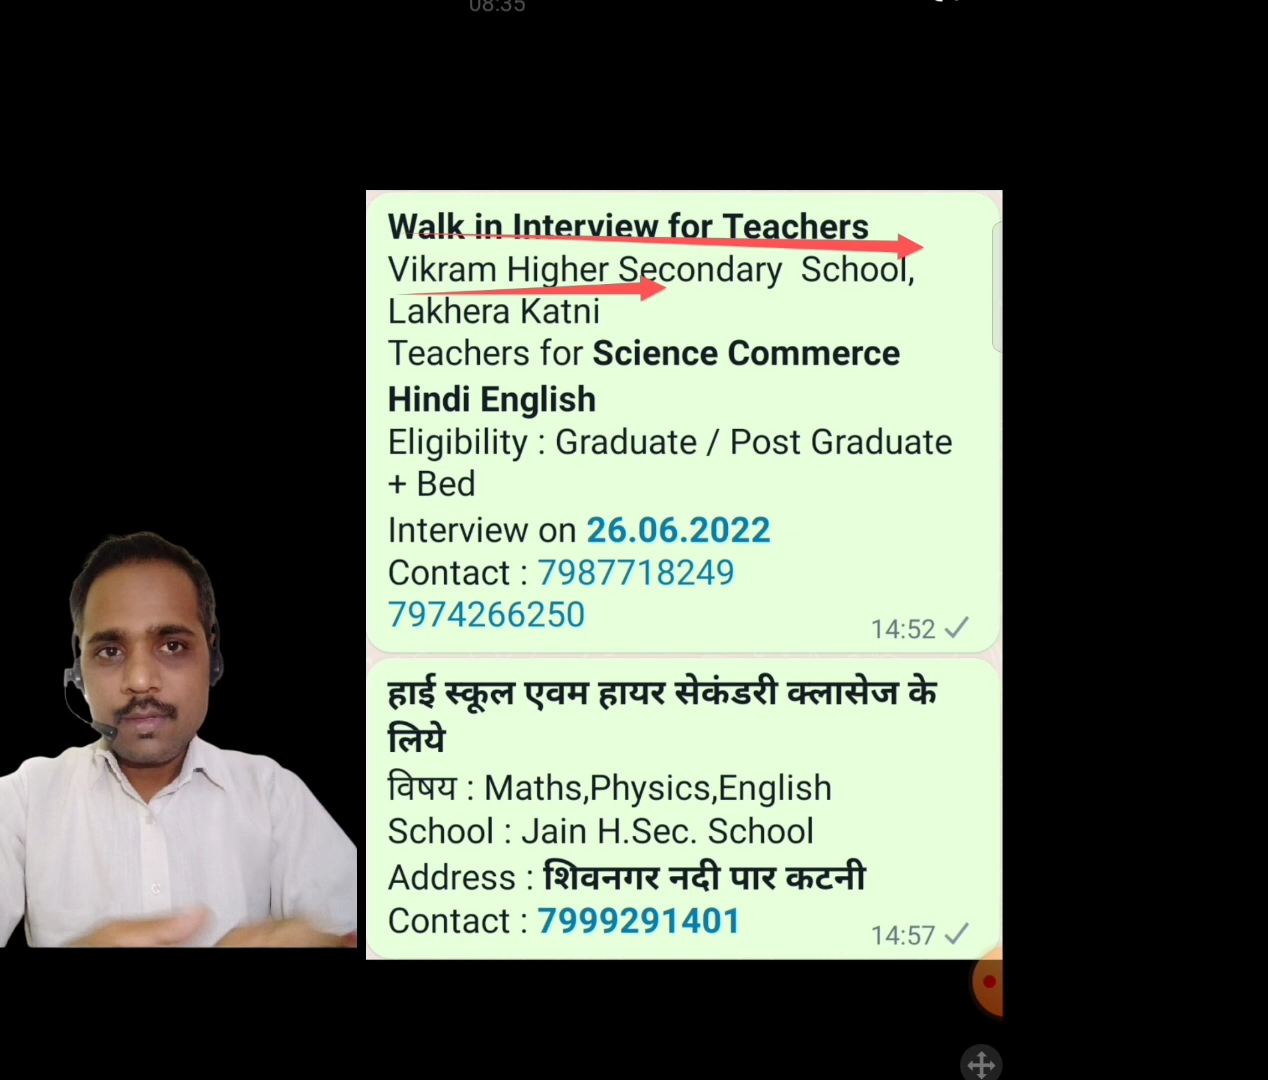 08:35
Walk in Interview for Teachers
Vikram Higher Secondary School,
Lakhera Katni
Teachers for Science Commerce
Hindi English
Eligibility : Graduate / Post Graduate
+ Bed
Interview on 26.06.2022
Contact : 7987718249
7974266250
14:52
हाई स्कूल एवम हायर सेकंडरी क्लासेज के
लिये
विषय : Maths,Physics,English
School : Jain H.Sec. School
Address : शिवनगर नदी पार कटनी
Contact : 7999291401
14:57